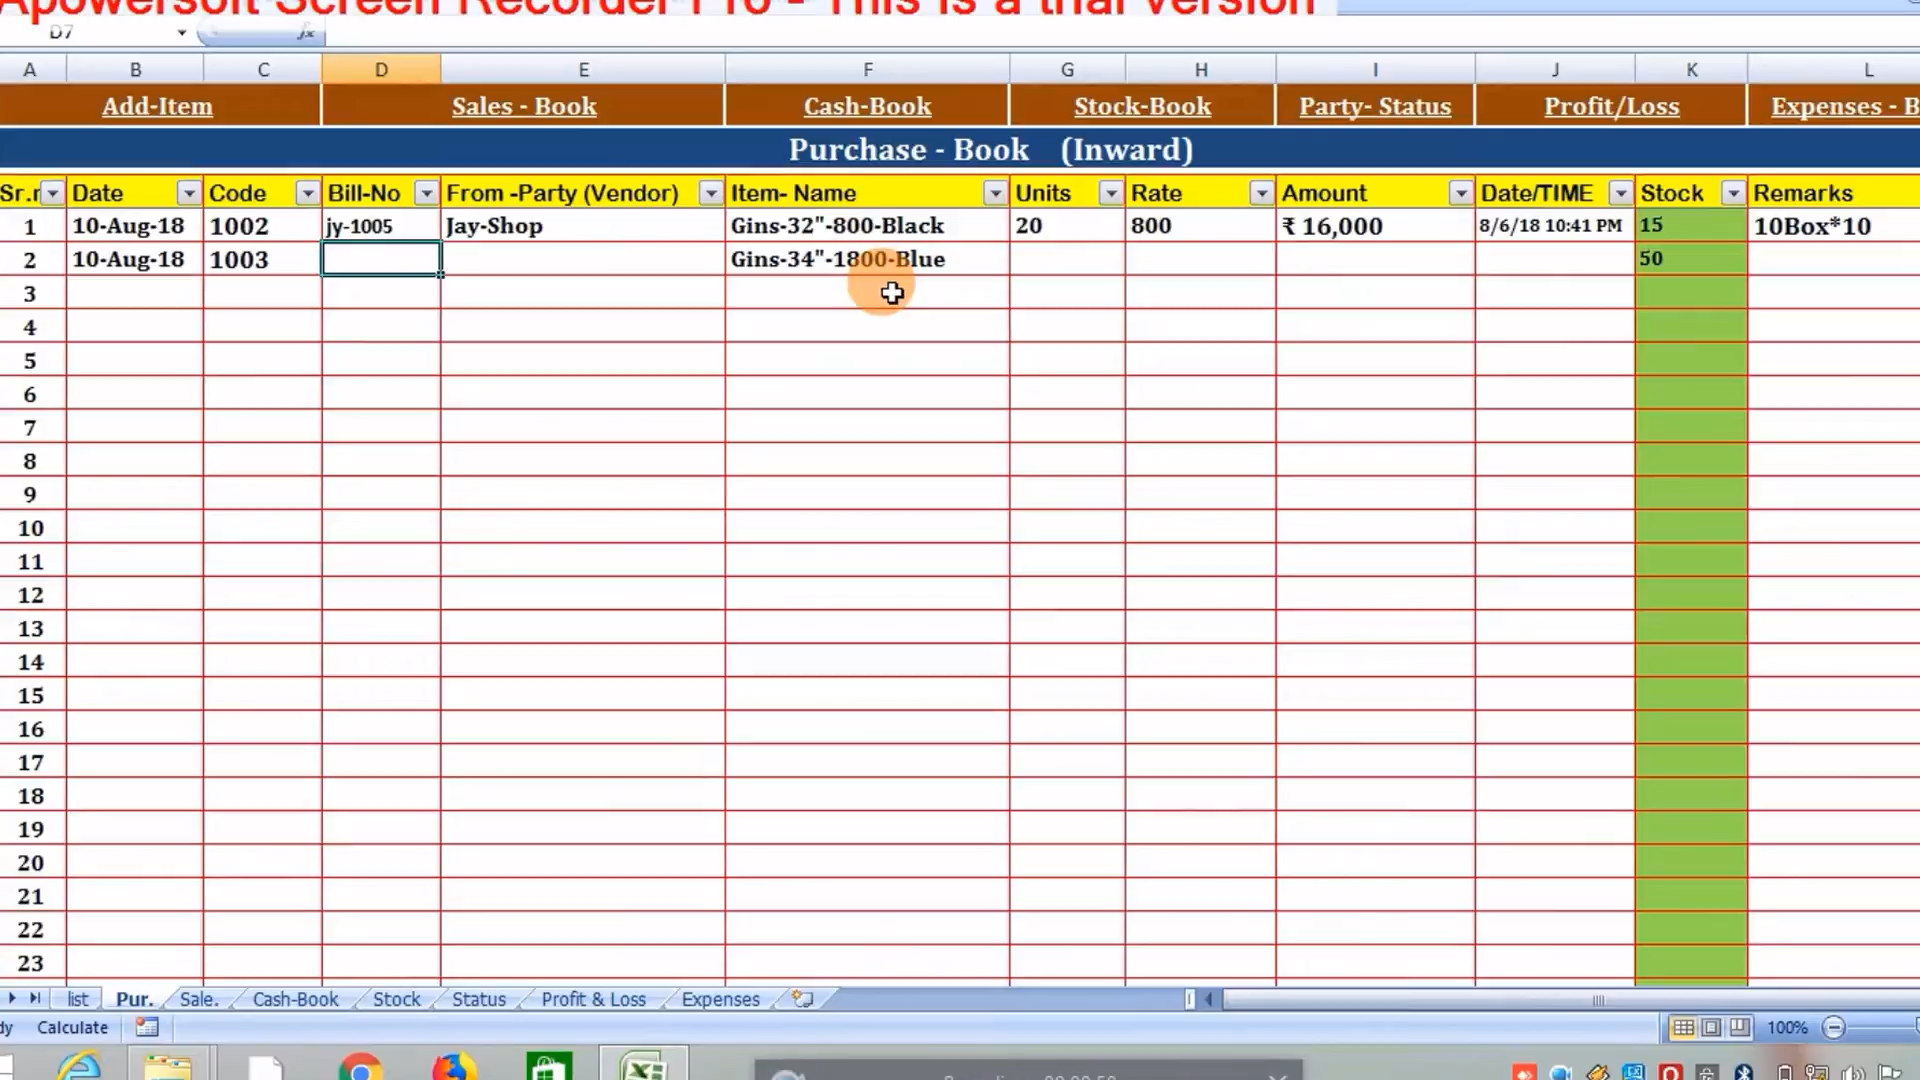 Apowersoft Screen Recorder Pro - This is a trial version
D7 fx
A B C D E F G H I J K L
Add-Item Sales - Book Cash-Book Stock-Book Party- Status Profit/Loss Expenses - B
Purchase - Book (Inward)
Sr.n Date Code Bill-No From -Party (Vendor) Item- Name Units Rate Amount Date/TIME Stock Remarks
1 10-Aug-18 1002 jy-1005 Jay-Shop Gins-32"-800-Black 20 800 ₹ 16,000 8/6/18 10:41 PM 15 10Box*10
2 10-Aug-18 1003 Gins-34"-1800-Blue 50
3
4
5
6
7
8
9
10
11
12
13
14
15
16
17
18
19
20
21
22
23
list Pur. Sale. Cash-Book Stock Status Profit & Loss Expenses
dy Calculate 100%